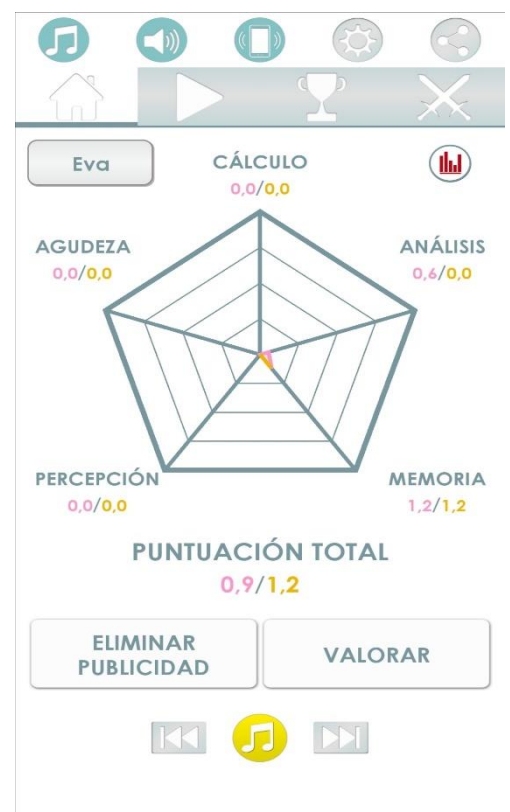 Eva
CÁLCULO
0,0/0,0
AGUDEZA
0,0/0,0
ANÁLISIS
0,6/0,0
PERCEPCIÓN
0,0/0,0
MEMORIA
1,2/1,2
PUNTUACIÓN TOTAL
0,9/1,2
ELIMINAR
PUBLICIDAD
VALORAR